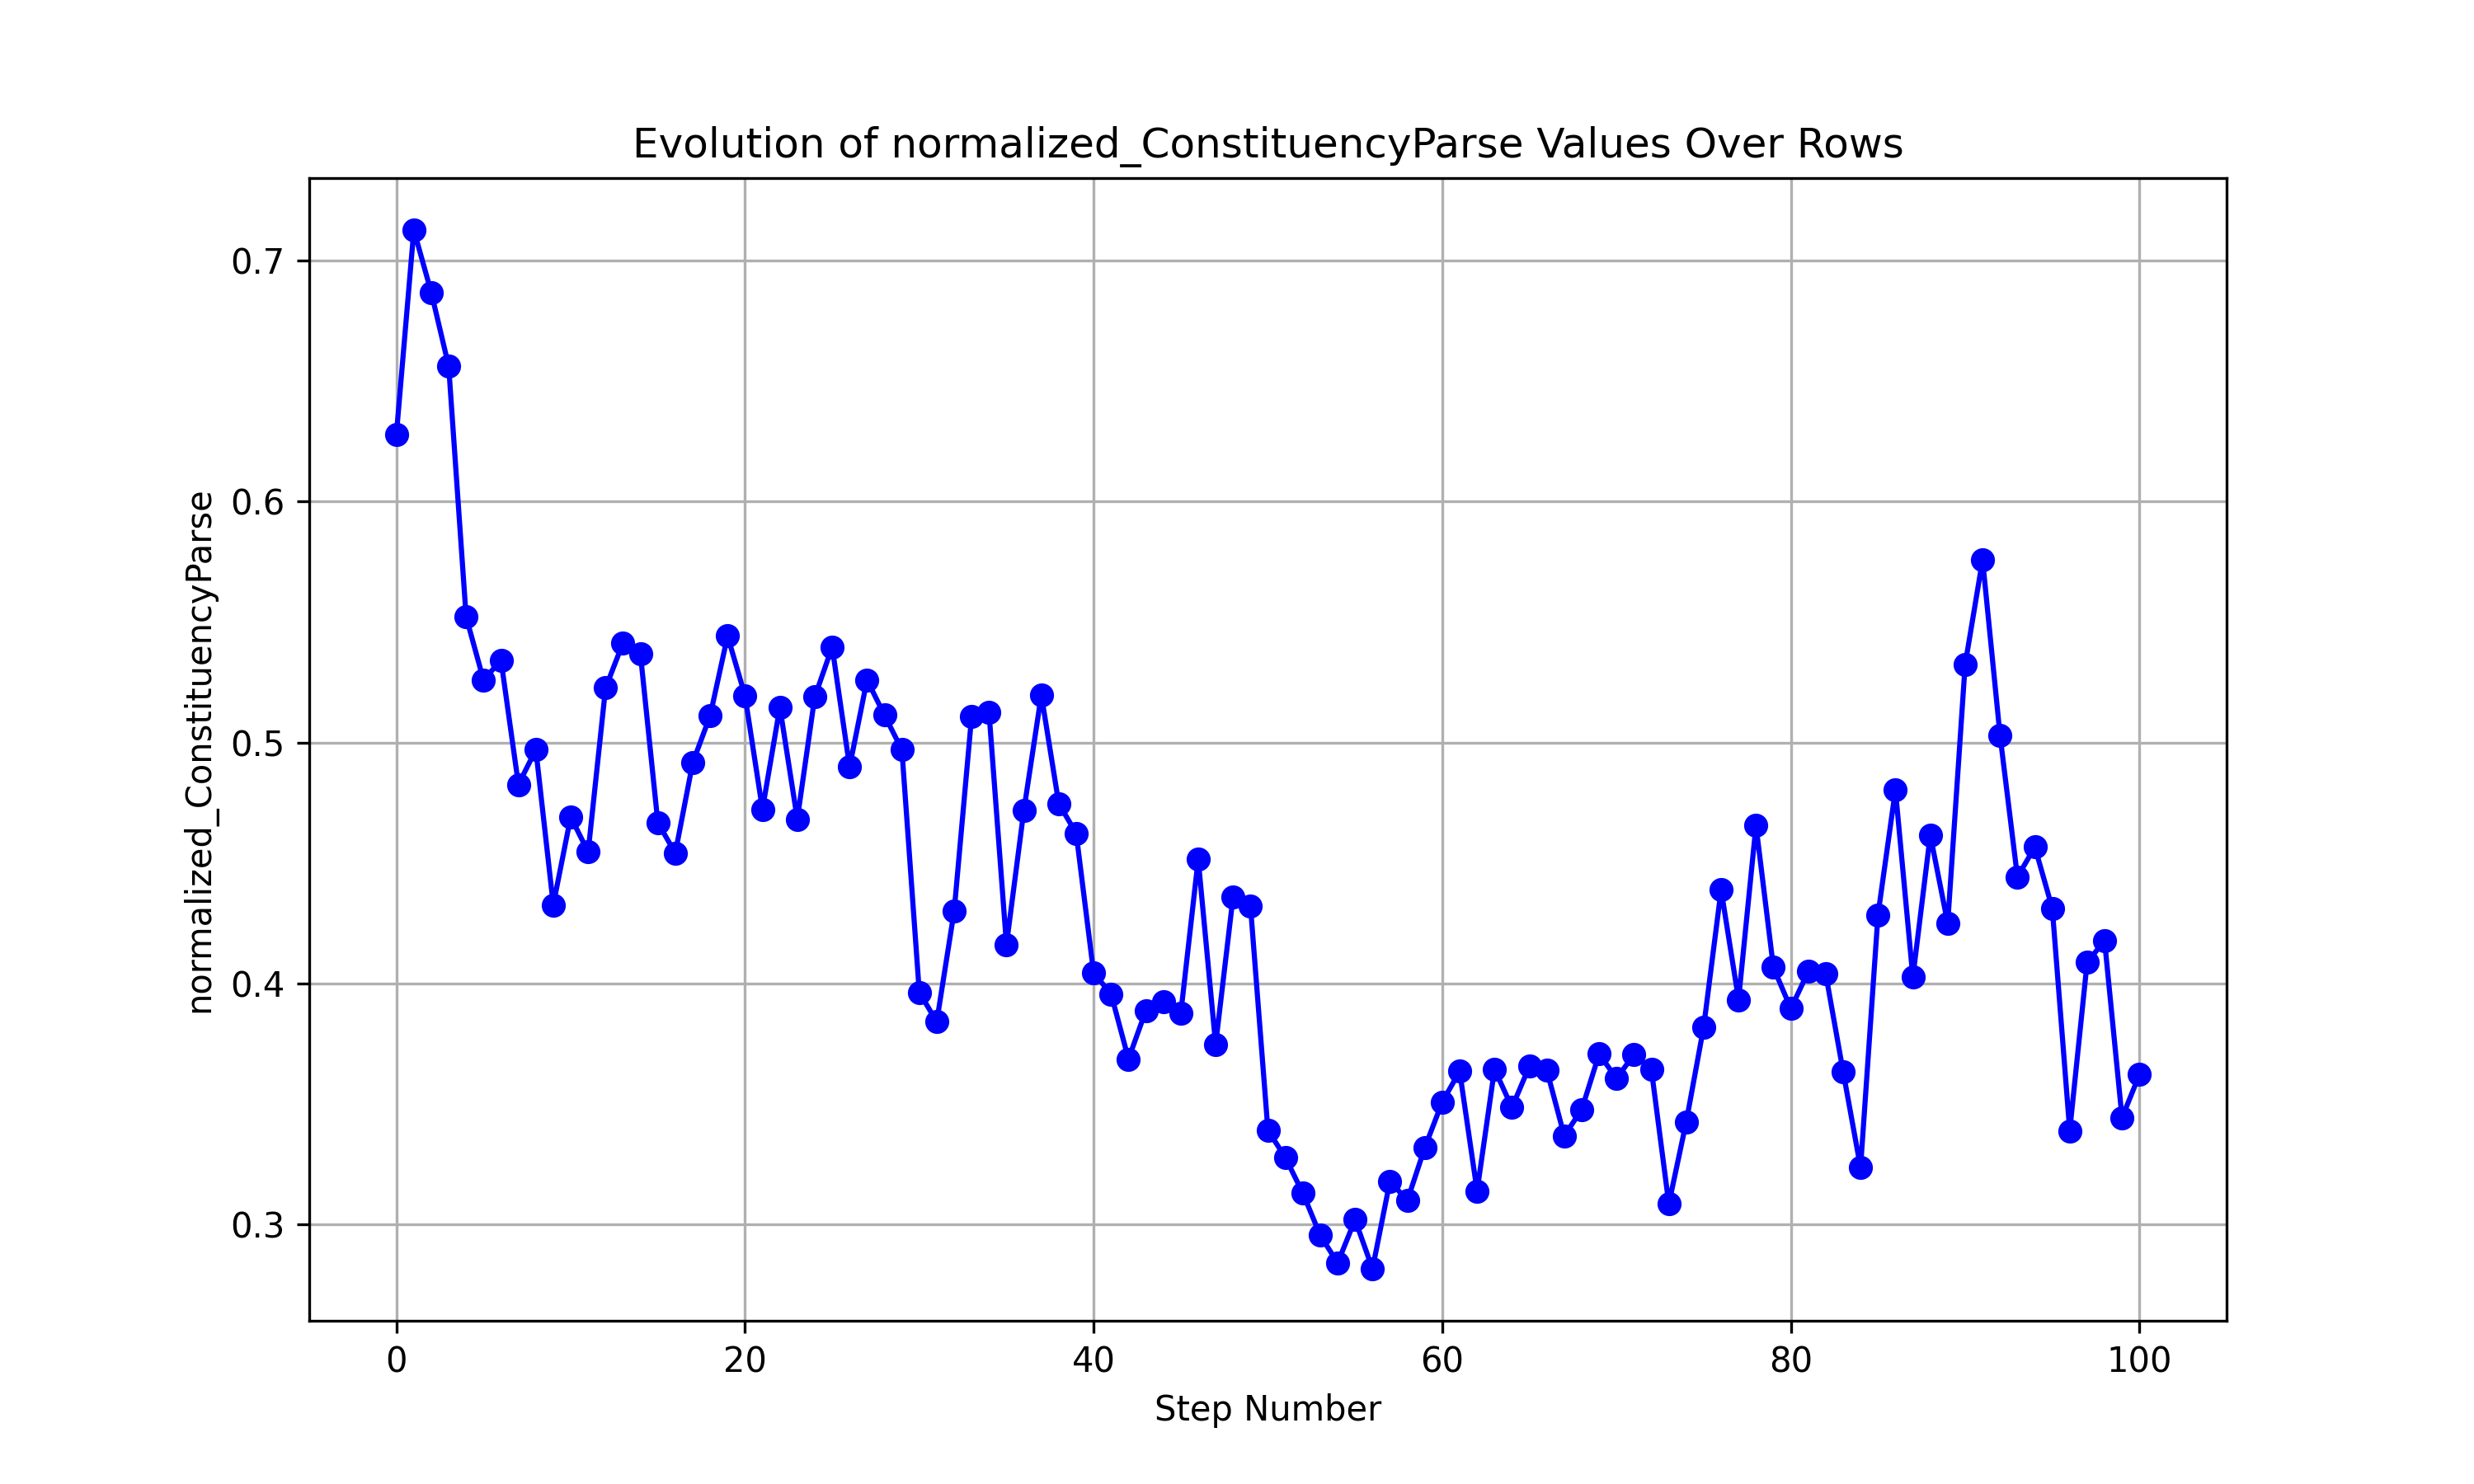 Evolution of normalized_ConstituencyParse Values Over Rows
normalized_ConstituencyParse
0.7
0.6
0.5
0.4
0.3
0 20 40 60 80 100
Step Number